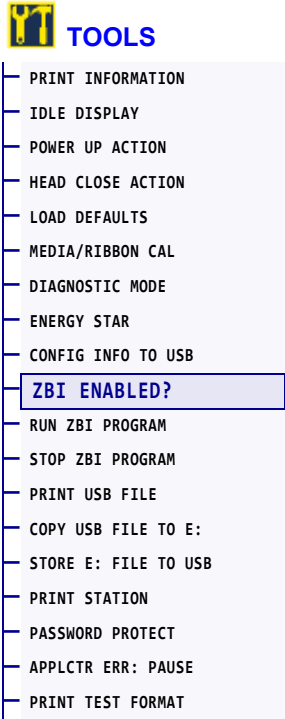 TOOLS
PRINT INFORMATION
IDLE DISPLAY
POWER UP ACTION
HEAD CLOSE ACTION
LOAD DEFAULTS
MEDIA/RIBBON CAL
DIAGNOSTIC MODE
ENERGY STAR
CONFIG INFO TO USB
ZBI ENABLED?
RUN ZBI PROGRAM
STOP ZBI PROGRAM
PRINT USB FILE
COPY USB FILE TO E:
STORE E: FILE TO USB
PRINT STATION
PASSWORD PROTECT
APPLCTR ERR: PAUSE
PRINT TEST FORMAT